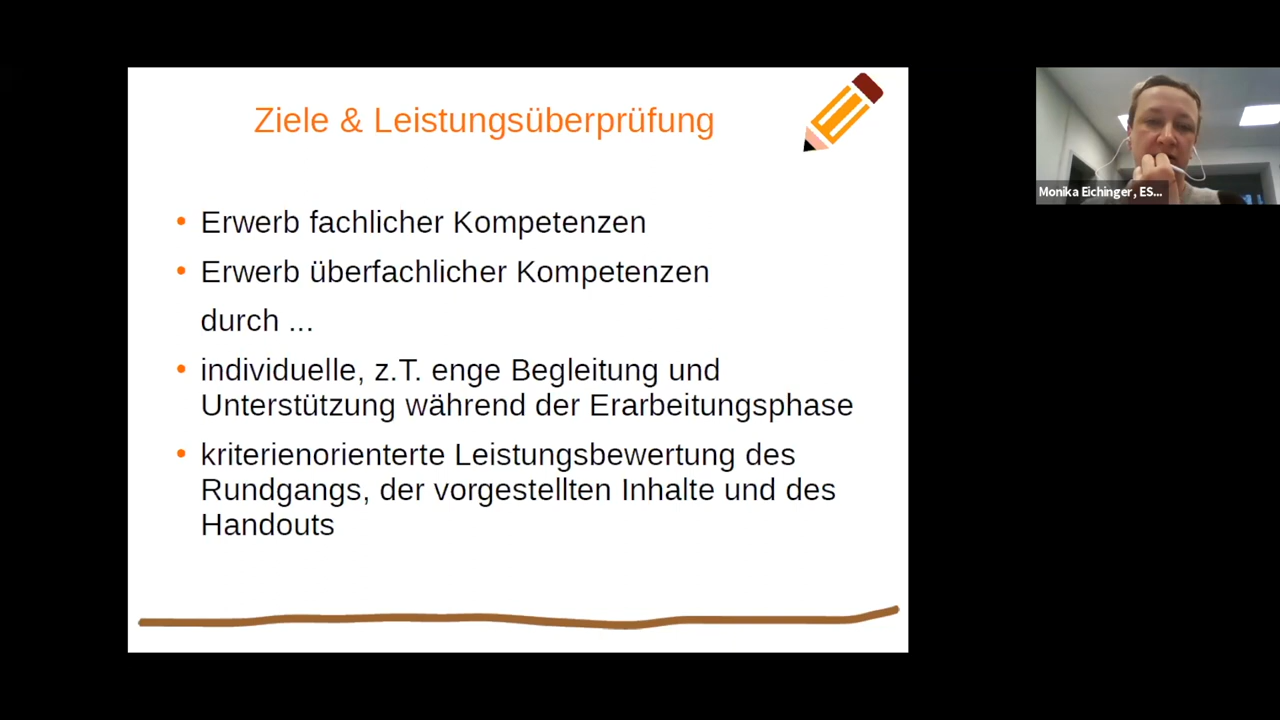 Ziele & Leistungsüberprüfung
• Erwerb fachlicher Kompetenzen
• Erwerb überfachlicher Kompetenzen
durch ...
• individuelle, z.T. enge Begleitung und
Unterstützung während der Erarbeitungsphase
• kriterienorienterte Leistungsbewertung des
Rundgangs, der vorgestellten Inhalte und des
Handouts
Monika Eichinger, ES...